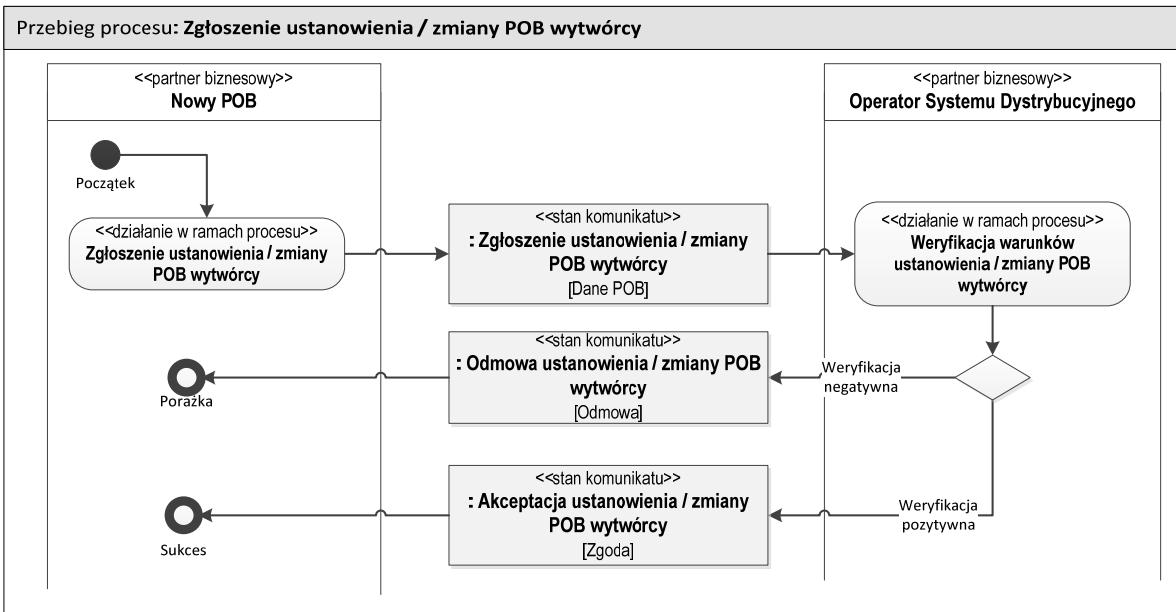 Przebieg procesu: Zgłoszenie ustanowienia / zmiany POB wytwórcy
<<partner biznesowy>>
Nowy POB
<<partner biznesowy>>
Operator Systemu Dystrybucyjnego
Początek
<<działanie w ramach procesu>>
Zgłoszenie ustanowienia / zmiany
POB wytwórcy
<<stan komunikatu>>
: Zgłoszenie ustanowienia / zmiany
POB wytwórcy
[Dane POB]
<<działanie w ramach procesu>>
Weryfikacja warunków
ustanowienia / zmiany POB
wytwórcy
<<stan komunikatu>>
: Odmowa ustanowienia / zmiany POB
wytwórcy
[Odmowa]
Weryfikacja
negatywna
Porażka
<<stan komunikatu>>
: Akceptacja ustanowienia / zmiany
POB wytwórcy
[Zgoda]
Weryfikacja
pozytywna
Sukces